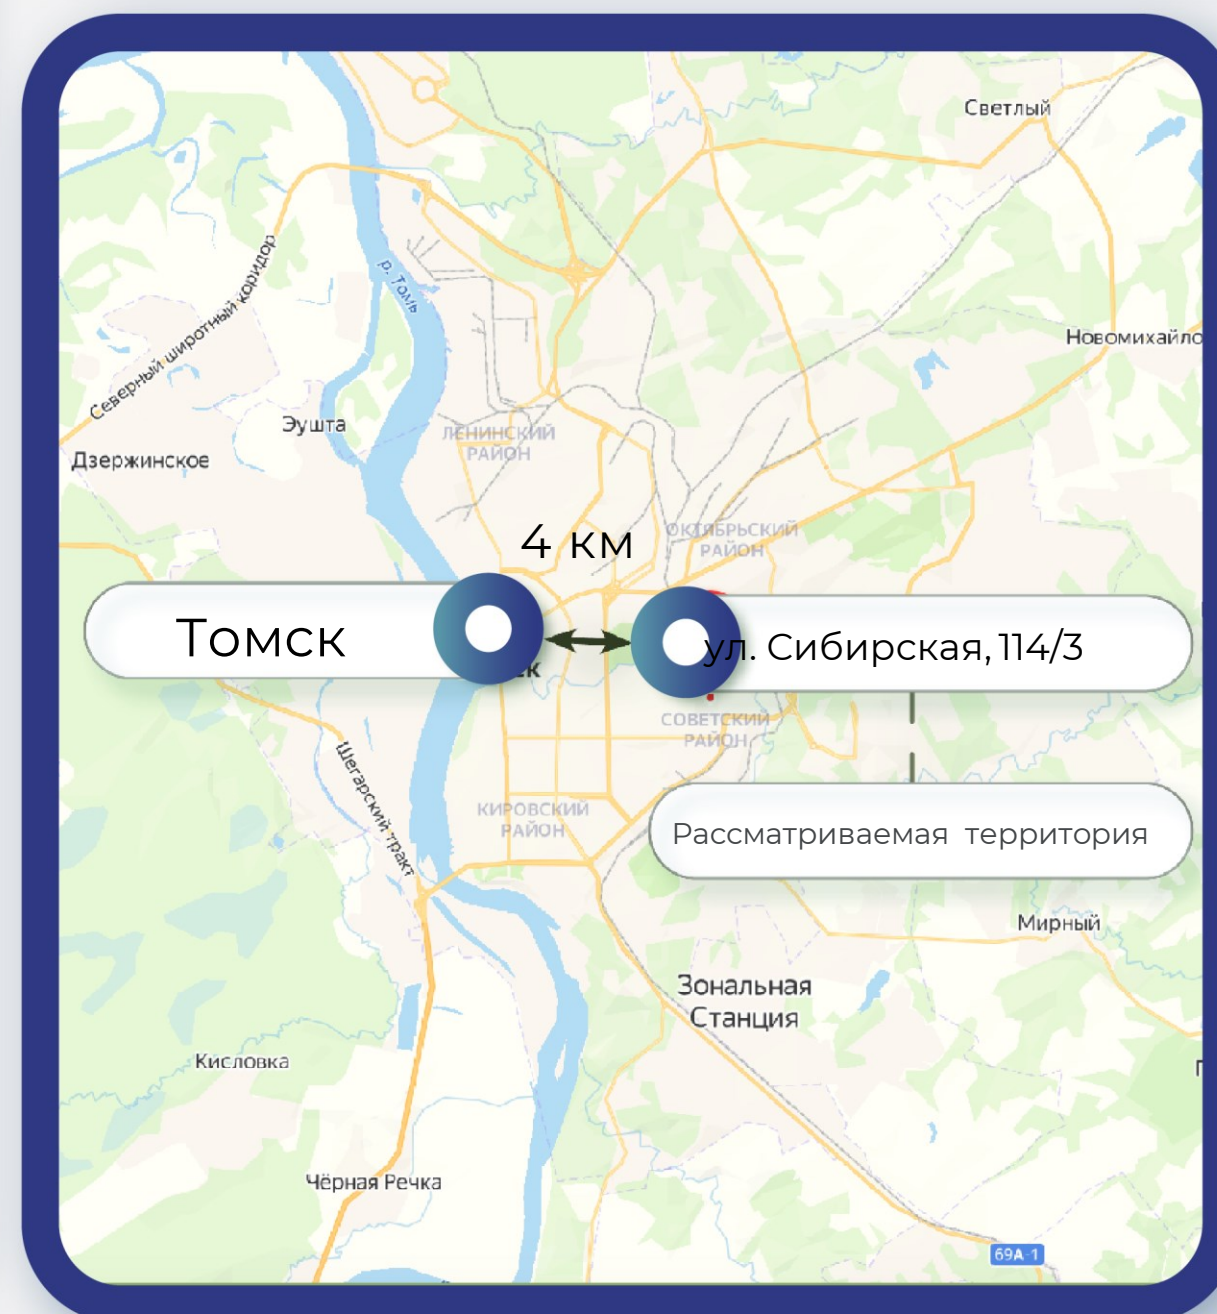 Светлый
р. Томь
Северный широтный коридор
Новомихайло
Эушта
ЛЕНИНСКИЙ
РАЙОН
Дзержинское
4 км
ОКТЯБРЬСКИЙ
РАЙОН
Томск
ул. Сибирская, 114/3
ск
СОВЕТСКИЙ
РАЙОН
Шегарский тракт
КИРОВСКИЙ
РАЙОН
Рассматриваемая территория
Мирный
Зональная
Станция
Кисловка
Чёрная Речка
69А-1